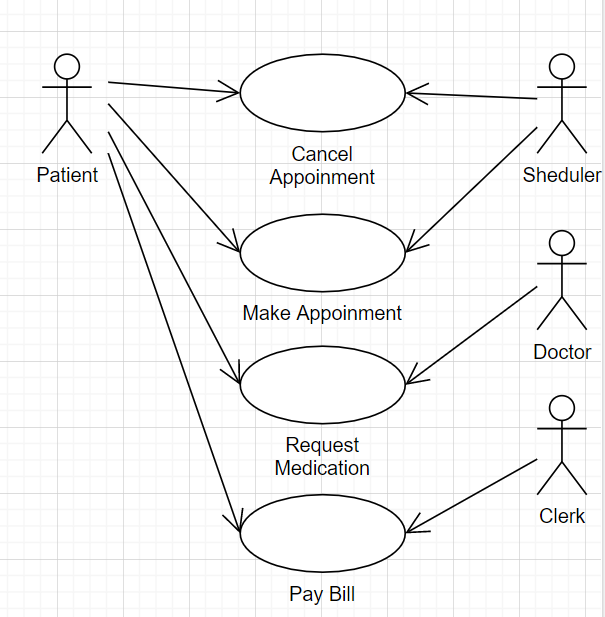 Patient
Cancel
Appoinment
Sheduler
Make Appoinment
Doctor
Request
Medication
Clerk
Pay Bill